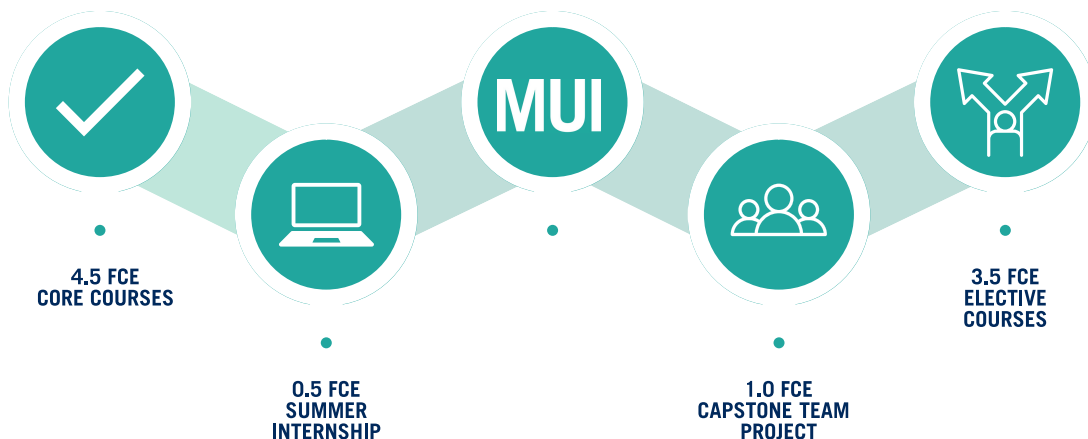 MUI
4.5 FCE
CORE COURSES
0.5 FCE
SUMMER
INTERNSHIP
1.0 FCE
CAPSTONE TEAM
PROJECT
3.5 FCE
ELECTIVE
COURSES